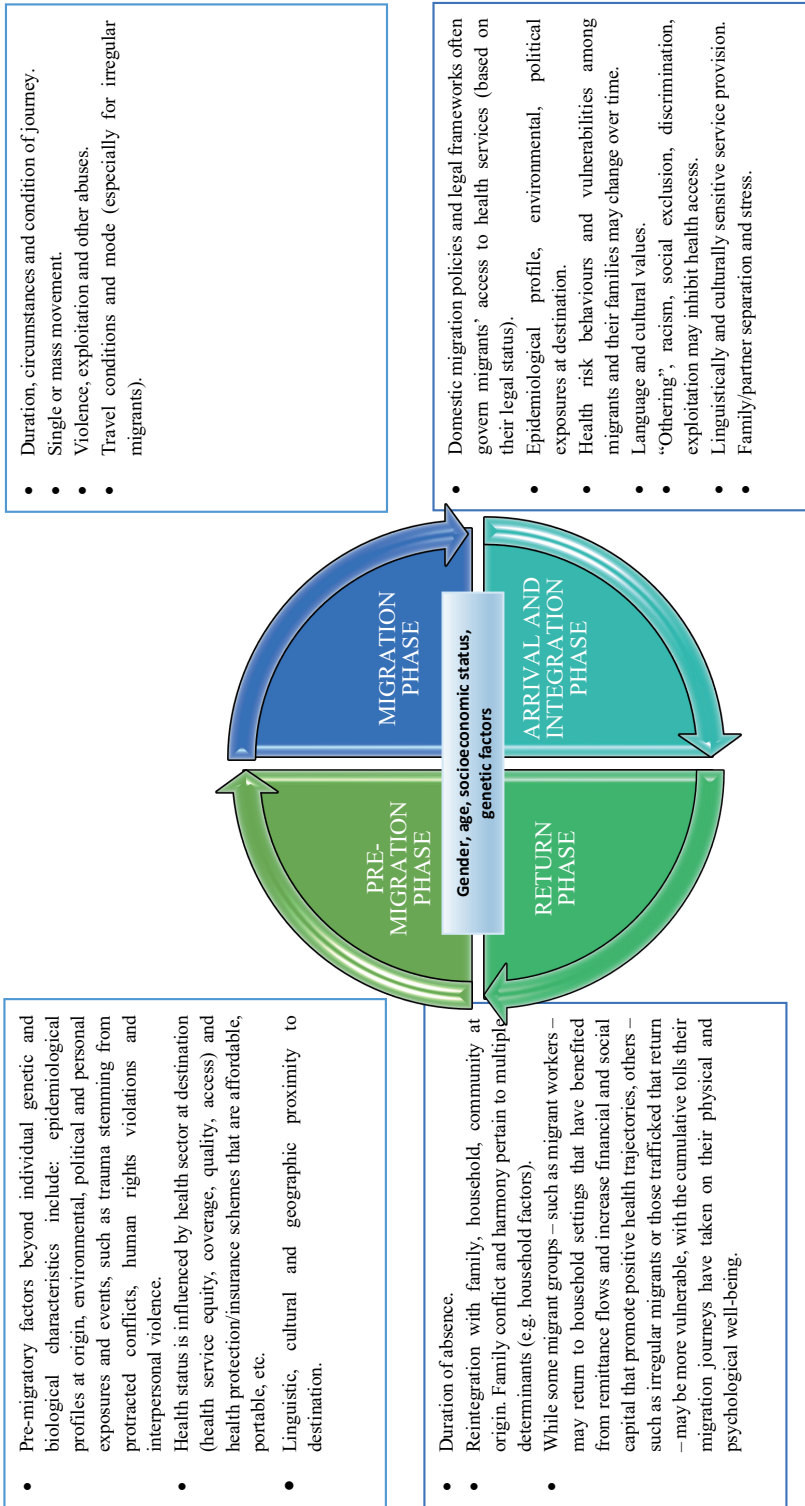 Pre-migratory factors beyond individual genetic and
biological characteristics include: epidemiological
profiles at origin, environmental, political and personal
exposures and events, such as trauma stemming from
protracted conflicts, human rights violations and
interpersonal violence.
Health status is influenced by health sector at destination
(health service equity, coverage, quality, access) and
health protection/insurance schemes that are affordable,
portable, etc.
Linguistic, cultural and geographic proximity to
destination.
Duration, circumstances and condition of journey.
Single or mass movement.
Violence, exploitation and other abuses.
Travel conditions and mode (especially for irregular
migrants).
PRE-
MIGRATION
PHASE
MIGRATION
PHASE
Gender, age, socioeconomic status,
genetic factors
RETURN
PHASE
ARRIVAL AND
INTEGRATION
PHASE
Duration of absence.
Reintegration with family, household, community at
origin. Family conflict and harmony pertain to multiple
determinants (e.g. household factors).
While some migrant groups – such as migrant workers –
may return to household settings that have benefited
from remittance flows and increase financial and social
capital that promote positive health trajectories, others –
such as irregular migrants or those trafficked that return
– may be more vulnerable, with the cumulative tolls their
migration journeys have taken on their physical and
psychological well-being.
Domestic migration policies and legal frameworks often
govern migrants’ access to health services (based on
their legal status).
Epidemiological profile, environmental, political
exposures at destination.
Health risk behaviours and vulnerabilities among
migrants and their families may change over time.
Language and cultural values.
“Othering”, racism, social exclusion, discrimination,
exploitation may inhibit health access.
Linguistically and culturally sensitive service provision.
Family/partner separation and stress.